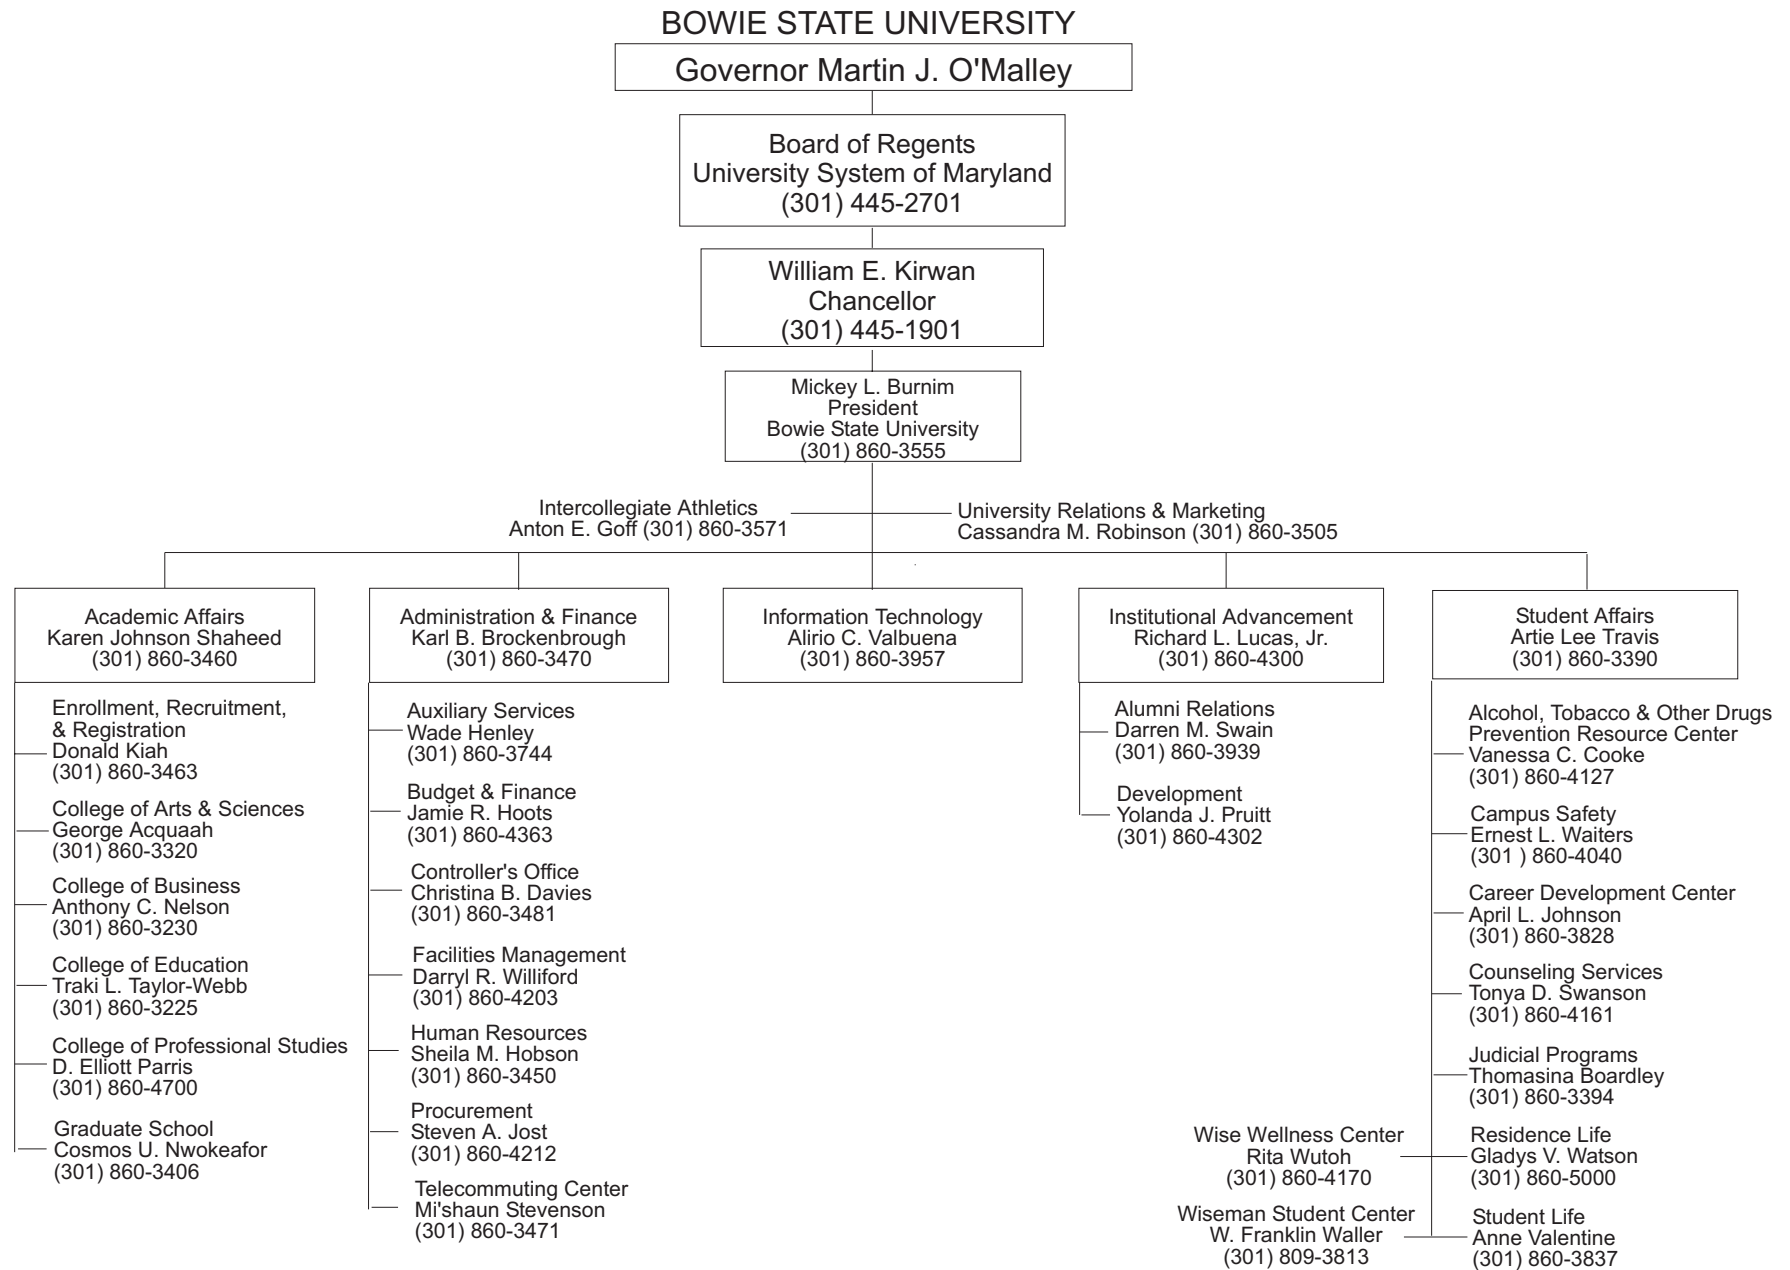 BOWIE STATE UNIVERSITY
Governor Martin J. O'Malley
Board of Regents
University System of Maryland
(301) 445-2701
William E. Kirwan
Chancellor
(301) 445-1901
Mickey L. Burnim
President
Bowie State University
(301) 860-3555
Intercollegiate Athletics
Anton E. Goff (301) 860-3571
University Relations & Marketing
Cassandra M. Robinson (301) 860-3505
Academic Affairs
Karen Johnson Shaheed
(301) 860-3460
Enrollment, Recruitment,
& Registration
Donald Kiah
(301) 860-3463
College of Arts & Sciences
George Acquaah
(301) 860-3320
College of Business
Anthony C. Nelson
(301) 860-3230
College of Education
Traki L. Taylor-Webb
(301) 860-3225
College of Professional Studies
D. Elliott Parris
(301) 860-4700
Graduate School
Cosmos U. Nwokeafor
(301) 860-3406
Administration & Finance
Karl B. Brockenbrough
(301) 860-3470
Auxiliary Services
Wade Henley
(301) 860-3744
Budget & Finance
Jamie R. Hoots
(301) 860-4363
Controller's Office
Christina B. Davies
(301) 860-3481
Facilities Management
Darryl R. Williford
(301) 860-4203
Human Resources
Sheila M. Hobson
(301) 860-3450
Procurement
Steven A. Jost
(301) 860-4212
Telecommuting Center
Mi'shaun Stevenson
(301) 860-3471
Information Technology
Alirio C. Valbuena
(301) 860-3957
Institutional Advancement
Richard L. Lucas, Jr.
(301) 860-4300
Alumni Relations
Darren M. Swain
(301) 860-3939
Development
Yolanda J. Pruitt
(301) 860-4302
Student Affairs
Artie Lee Travis
(301) 860-3390
Alcohol, Tobacco & Other Drugs
Prevention Resource Center
Vanessa C. Cooke
(301) 860-4127
Campus Safety
Ernest L. Waiters
(301 ) 860-4040
Career Development Center
April L. Johnson
(301) 860-3828
Counseling Services
Tonya D. Swanson
(301) 860-4161
Judicial Programs
Thomasina Boardley
(301) 860-3394
Wise Wellness Center
Rita Wutoh
(301) 860-4170
Residence Life
Gladys V. Watson
(301) 860-5000
Wiseman Student Center
W. Franklin Waller
(301) 809-3813
Student Life
Anne Valentine
(301) 860-3837